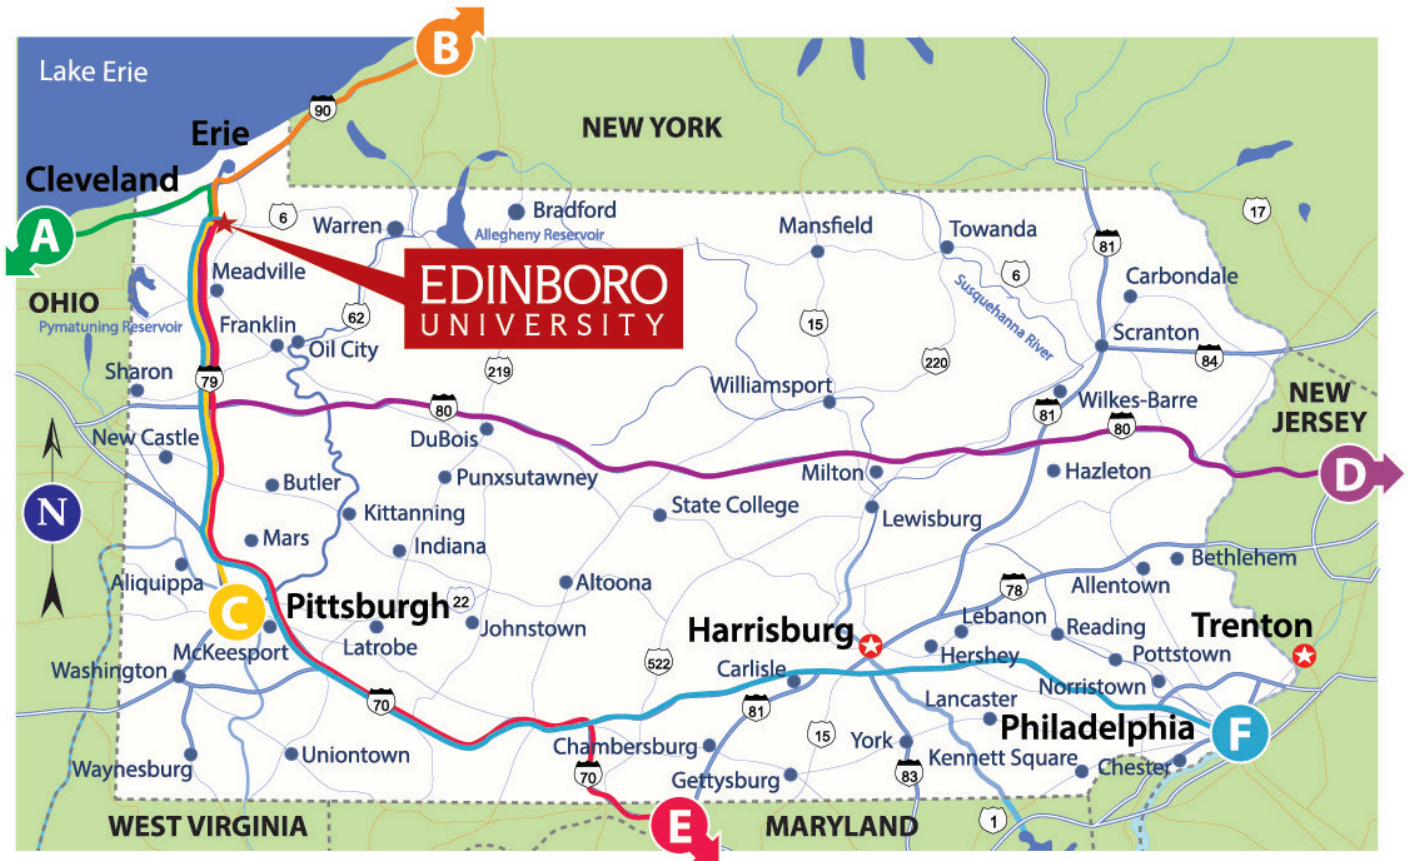 B
Lake Erie
90
NEW YORK
Erie
Cleveland
A
6
Warren
Bradford
Allegheny Reservoir
Mansfield
Towanda
81
17
6
Susquehanna River
Carbondale
Meadville
EDINBORO
UNIVERSITY
OHIO
Pymatuning Reservoir
Franklin
62
Oil City
15
Scranton
84
Sharon
79
219
220
Williamsport
Wilkes-Barre
NEW
JERSEY
80
81
80
New Castle
DuBois
D
Butler
Punxsutawney
Milton
Hazleton
State College
N
Kittanning
Lewisburg
Mars
Indiana
Bethlehem
Aliquippa
Altoona
78
Allentown
C
Pittsburgh
22
Johnstown
Lebanon
Harrisburg
Reading
Trenton
McKeesport
Latrobe
Hershey
Pottstown
522
Washington
Carlisle
Norristown
70
81
Lancaster
Philadelphia
F
15
Chambersburg
York
Uniontown
Kennett Square
Waynesburg
70
Gettysburg
83
Chester
WEST VIRGINIA
E
MARYLAND
1